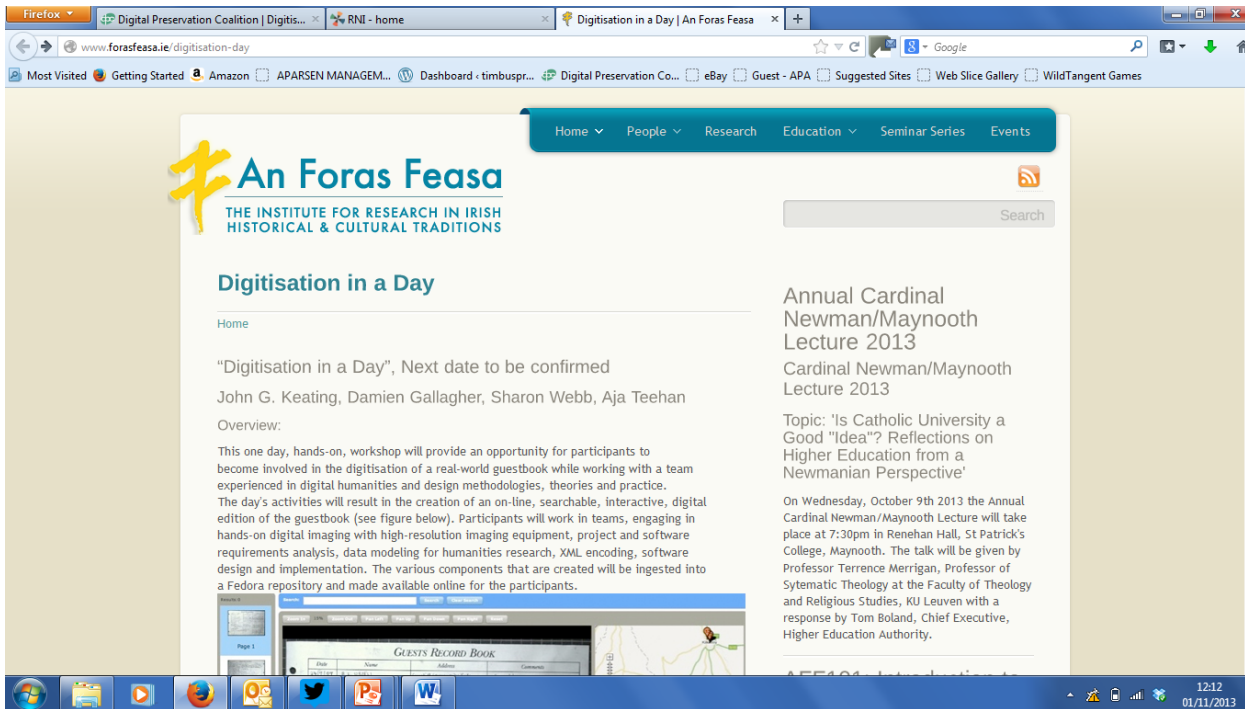 Firefox
Digital Preservation Coalition | Digitis...
RNI - home
Digitisation in a Day | An Foras Feasa
www.forasfeasa.ie/digitisation-day
Google
Most Visited Getting Started Amazon APARSEN MANAGEM... Dashboard ‹ timbuspr... Digital Preservation Co... eBay Guest - APA Suggested Sites Web Slice Gallery WildTangent Games
Home People Research Education Seminar Series Events
An Foras Feasa
THE INSTITUTE FOR RESEARCH IN IRISH
HISTORICAL & CULTURAL TRADITIONS
Search
Digitisation in a Day
Home
"Digitisation in a Day", Next date to be confirmed
John G. Keating, Damien Gallagher, Sharon Webb, Aja Teehan
Overview:
This one day, hands-on, workshop will provide an opportunity for participants to
become involved in the digitisation of a real-world guestbook while working with a team
experienced in digital humanities and design methodologies, theories and practice.
The day's activities will result in the creation of an on-line, searchable, interactive, digital
edition of the guestbook (see figure below). Participants will work in teams, engaging in
hands-on digital imaging with high-resolution imaging equipment, project and software
requirements analysis, data modeling for humanities research, XML encoding, software
design and implementation. The various components that are created will be ingested into
a Fedora repository and made available online for the participants.
Search:
Page 1
GUESTS RECORD BOOK
Date Name Address Comments
Annual Cardinal
Newman/Maynooth
Lecture 2013
Cardinal Newman/Maynooth
Lecture 2013
Topic: 'Is Catholic University a
Good "Idea"? Reflections on
Higher Education from a
Newmanian Perspective'
On Wednesday, October 9th 2013 the Annual
Cardinal Newman/Maynooth Lecture will take
place at 7:30pm in Renehan Hall, St Patrick's
College, Maynooth. The talk will be given by
Professor Terrence Merrigan, Professor of
Sytematic Theology at the Faculty of Theology
and Religious Studies, KU Leuven with a
response by Tom Boland, Chief Executive,
Higher Education Authority.
AFF101: Introduction to
12:12
01/11/2013